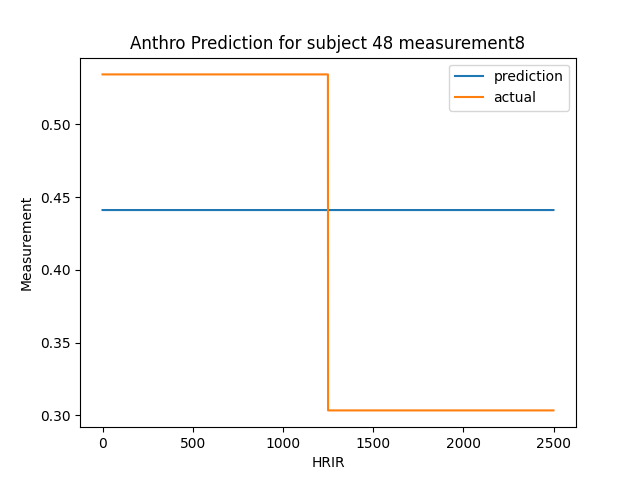 Anthro Prediction for subject 48 measurement8
prediction
actual
0.50
0.45
0.40
0.35
0.30
Measurement
0 500 1000 1500 2000 2500
HRIR